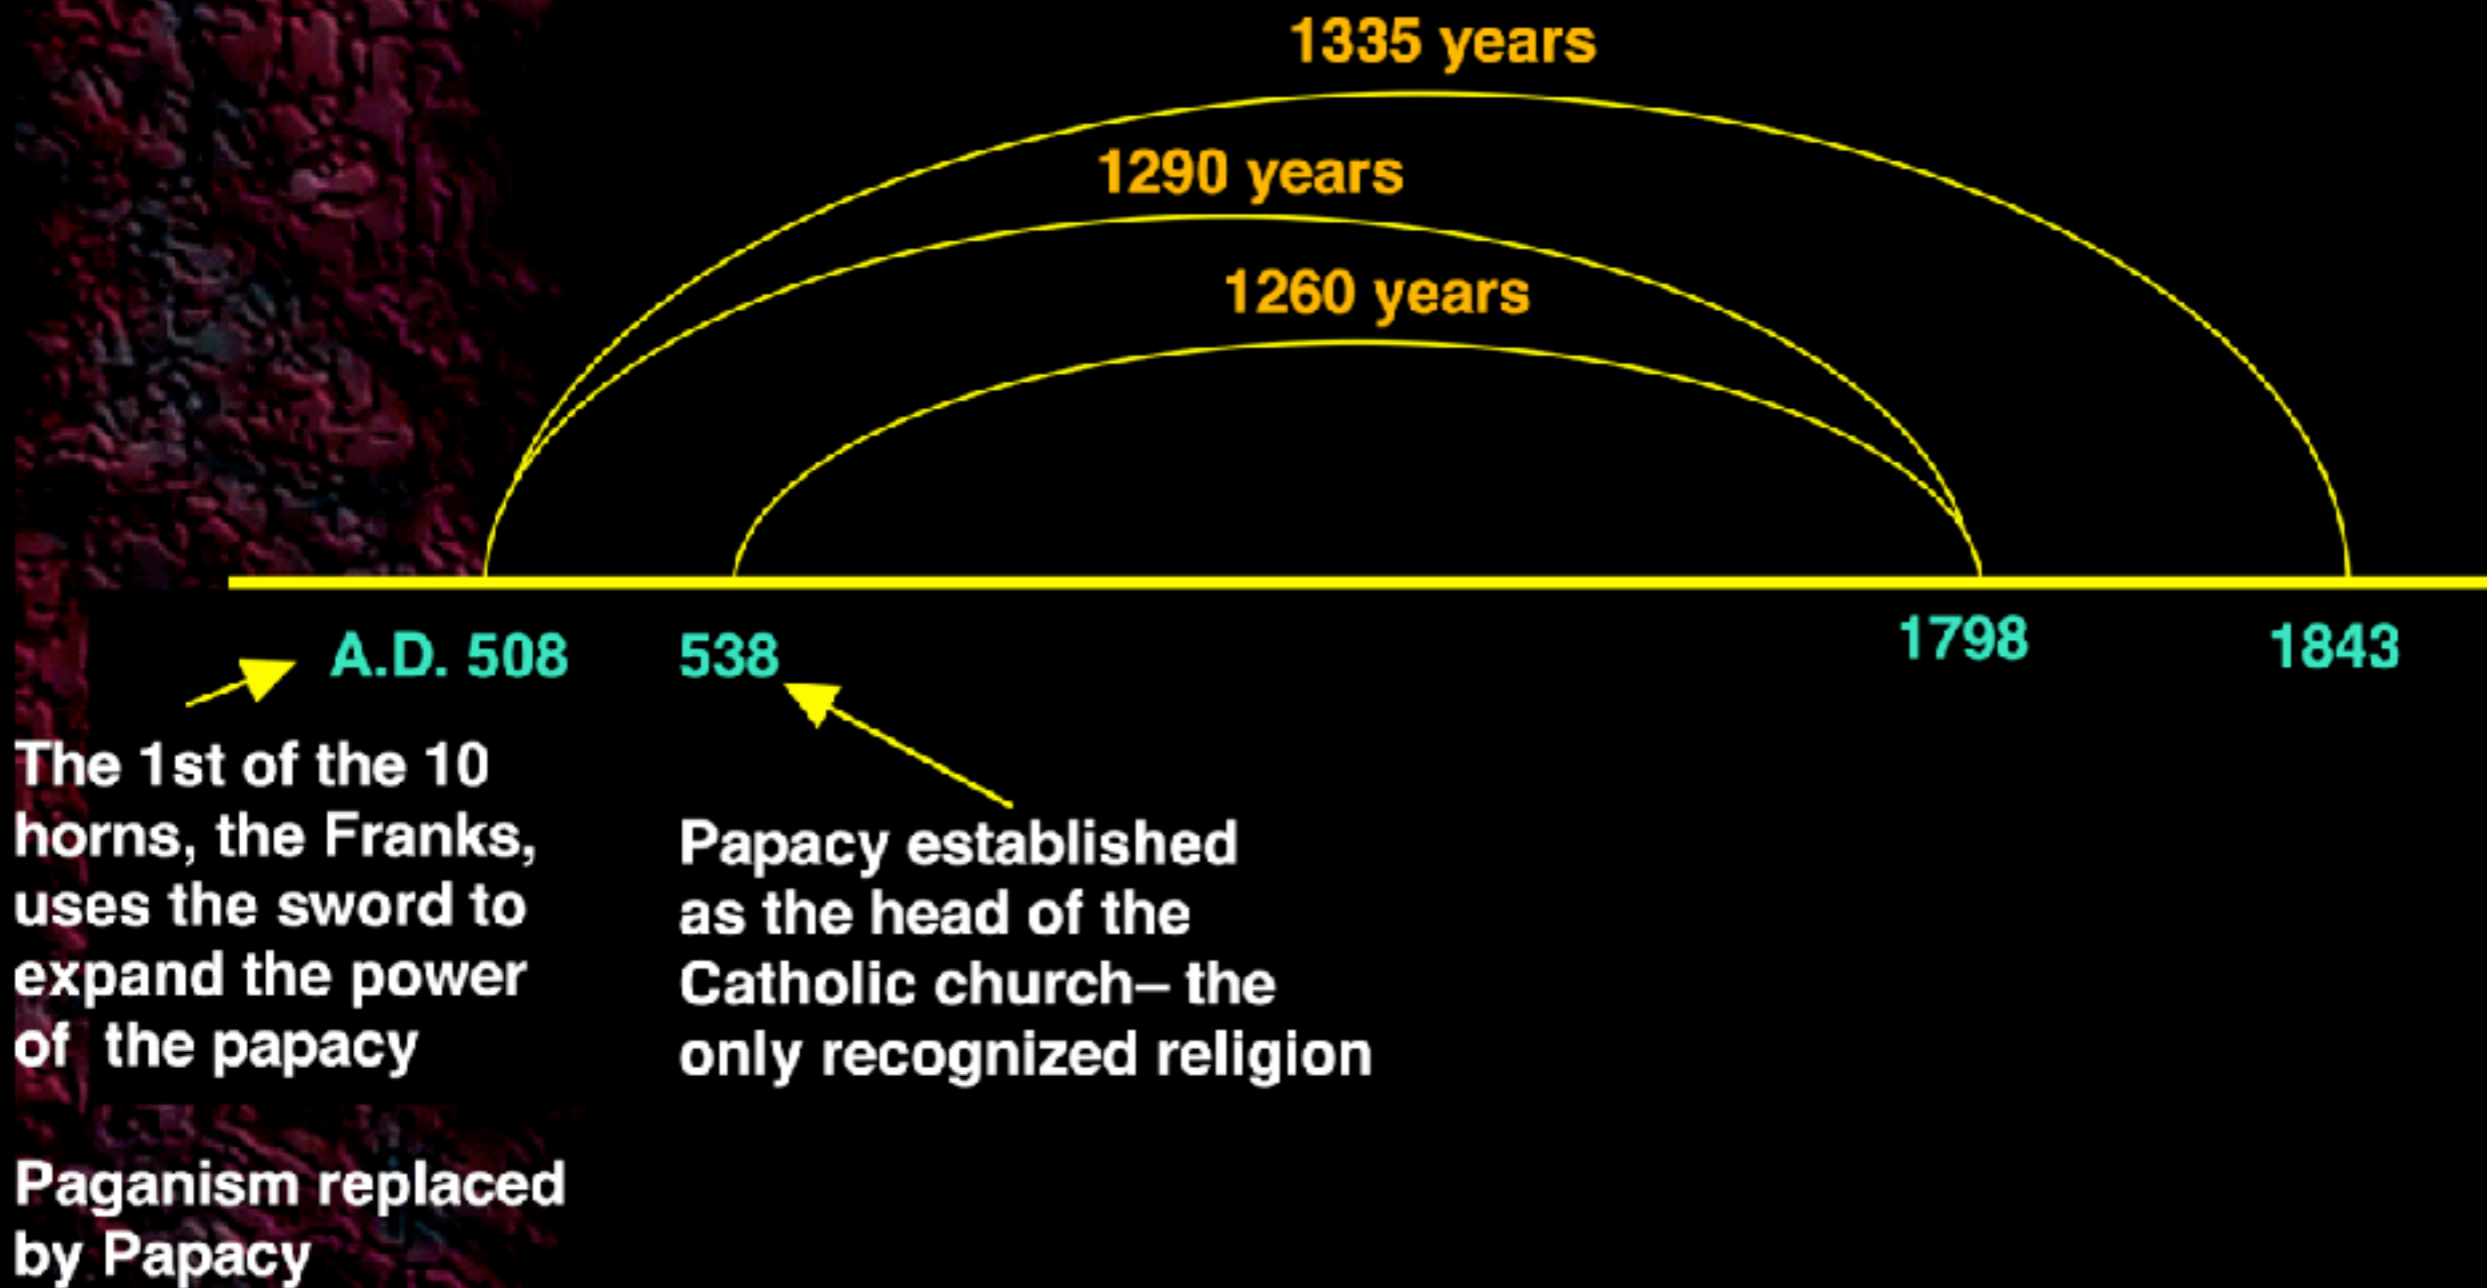 1335 years
1290 years
1260 years
A.D. 508
538
1798
1843
The 1st of the 10
horns, the Franks,
uses the sword to
expand the power
of  the papacy
Papacy established
as the head of the
Catholic church– the
only recognized religion
Paganism replaced
by Papacy